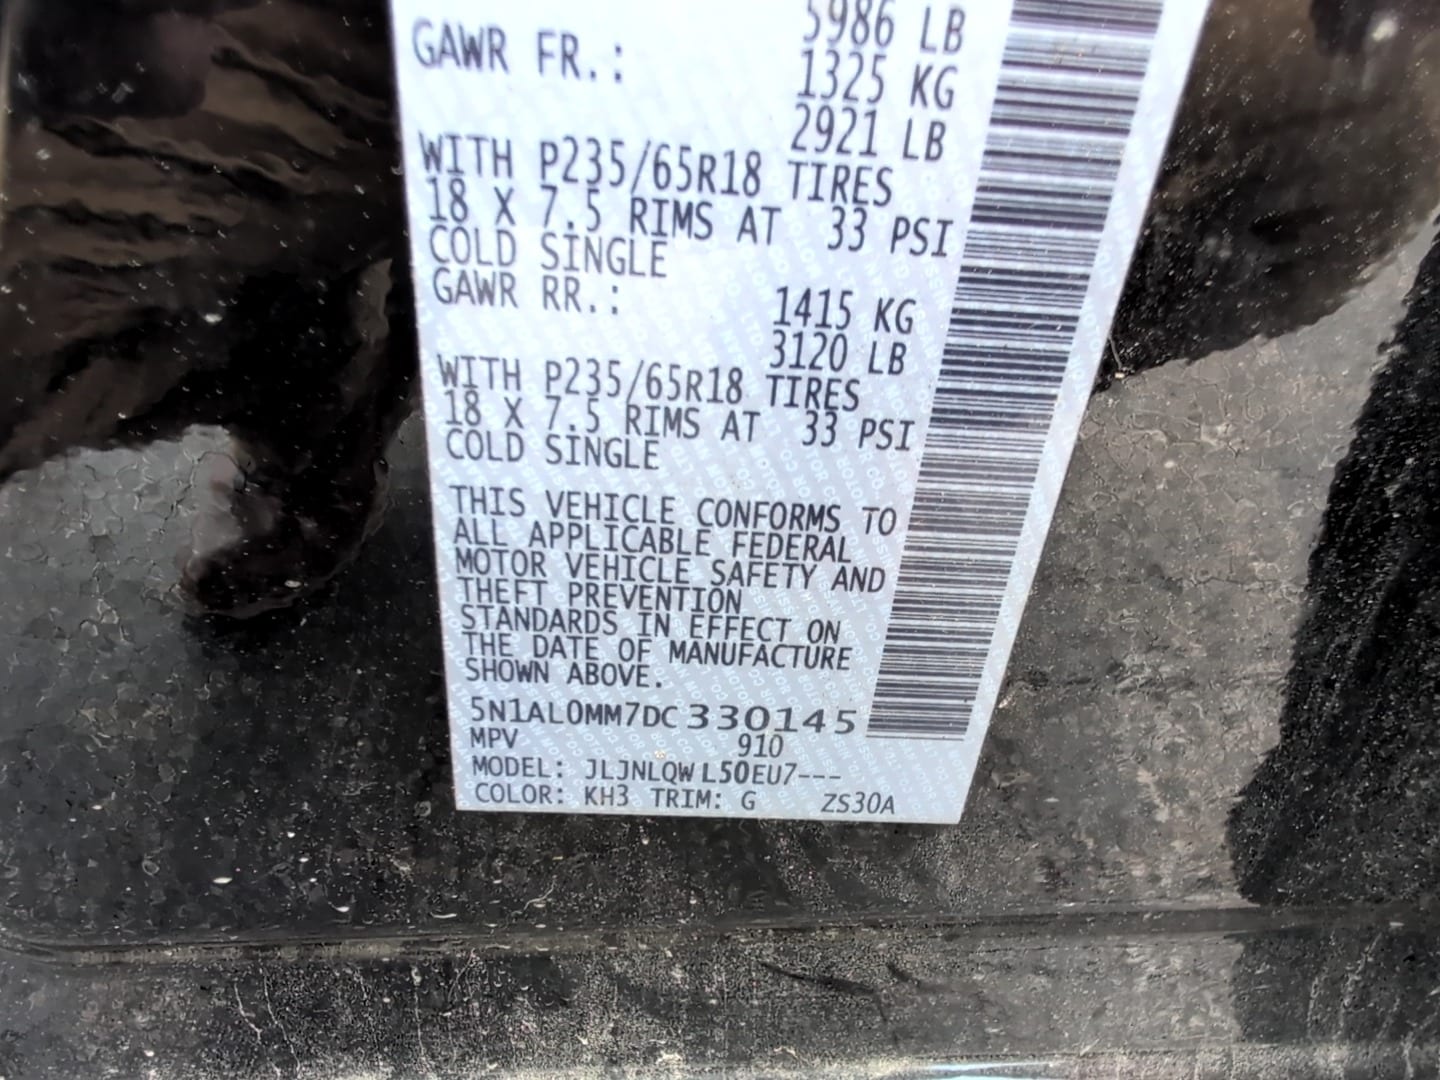 5986 LB
GAWR FR.: 1325 KG
2921 LB
WITH P235/65R18 TIRES
18 X 7.5 RIMS AT 33 PSI
COLD SINGLE
GAWR RR.: 1415 KG
3120 LB
WITH P235/65R18 TIRES
18 X 7.5 RIMS AT 33 PSI
COLD SINGLE
THIS VEHICLE CONFORMS TO
ALL APPLICABLE FEDERAL
MOTOR VEHICLE SAFETY AND
THEFT PREVENTION
STANDARDS IN EFFECT ON
THE DATE OF MANUFACTURE
SHOWN ABOVE.
5N1AL0MM7DC330145
MPV 910
MODEL: JLJNLQW L50EU7---
COLOR: KH3 TRIM: G ZS30A